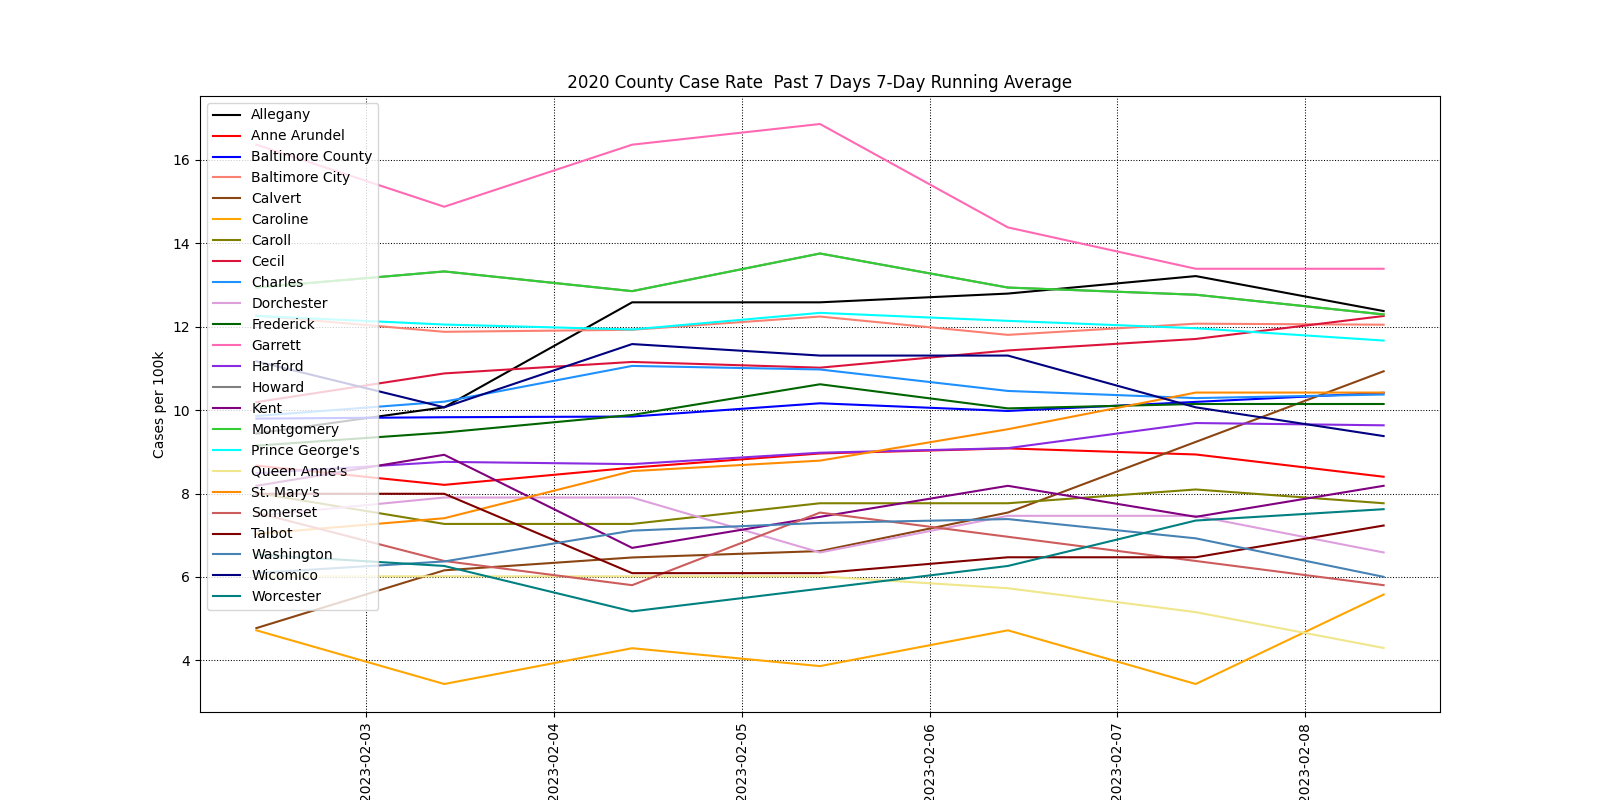 2020 County Case Rate  Past 7 Days 7-Day Running Average
Cases per 100k
16
14
12
10
8
6
4
Allegany
Anne Arundel
Baltimore County
Baltimore City
Calvert
Caroline
Caroll
Cecil
Charles
Dorchester
Frederick
Garrett
Harford
Howard
Kent
Montgomery
Prince George's
Queen Anne's
St. Mary's
Somerset
Talbot
Washington
Wicomico
Worcester
2023-02-03
2023-02-04
2023-02-05
2023-02-06
2023-02-07
2023-02-08